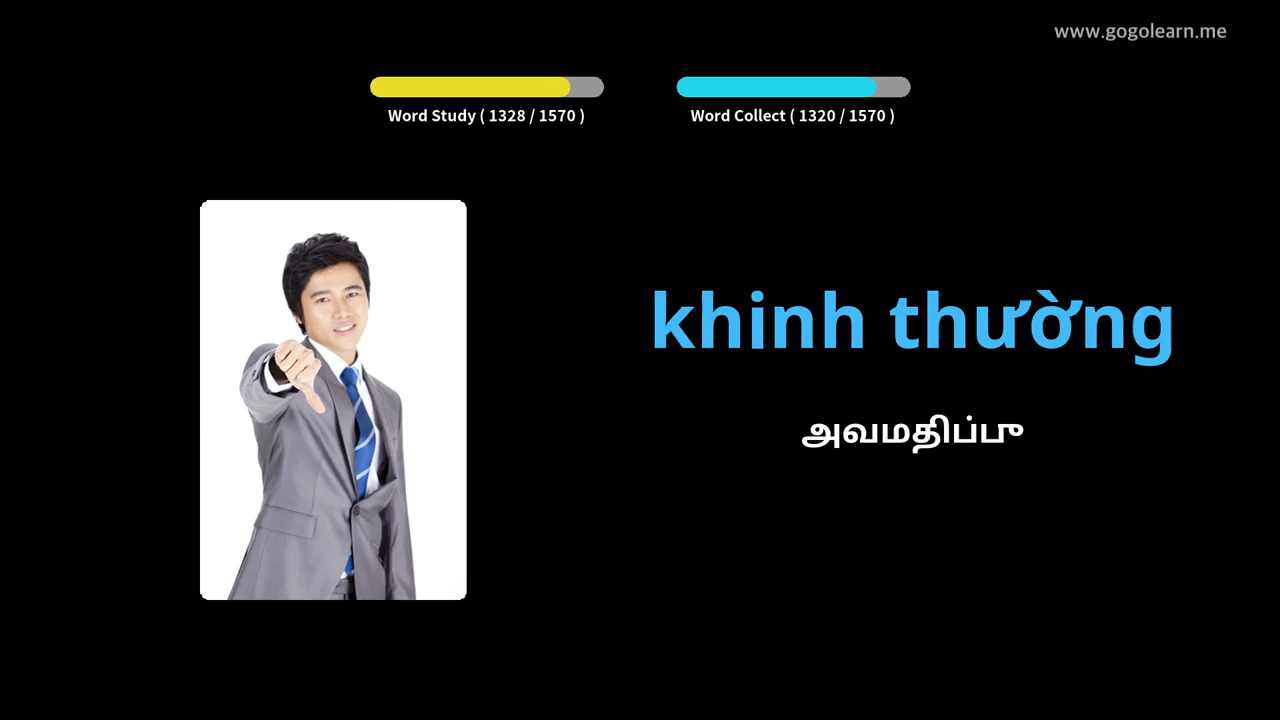 www.gogolearn.me
Word Study ( 1328 / 1570 )
Word Collect ( 1320 / 1570 )
khinh thường
அவமதிப்பு